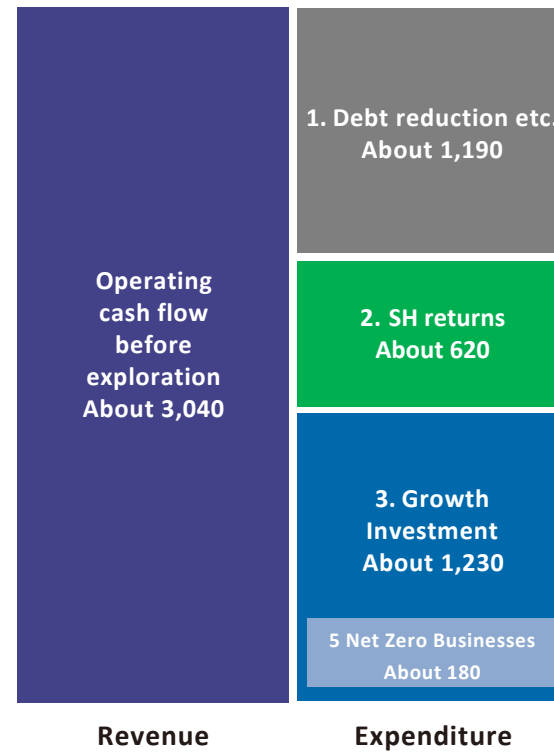 Operating
cash flow
before
exploration
About 3,040
1. Debt reduction etc.
About 1,190
2. SH returns
About 620
3. Growth
Investment
About 1,230
5 Net Zero Businesses
About 180
Revenue
Expenditure